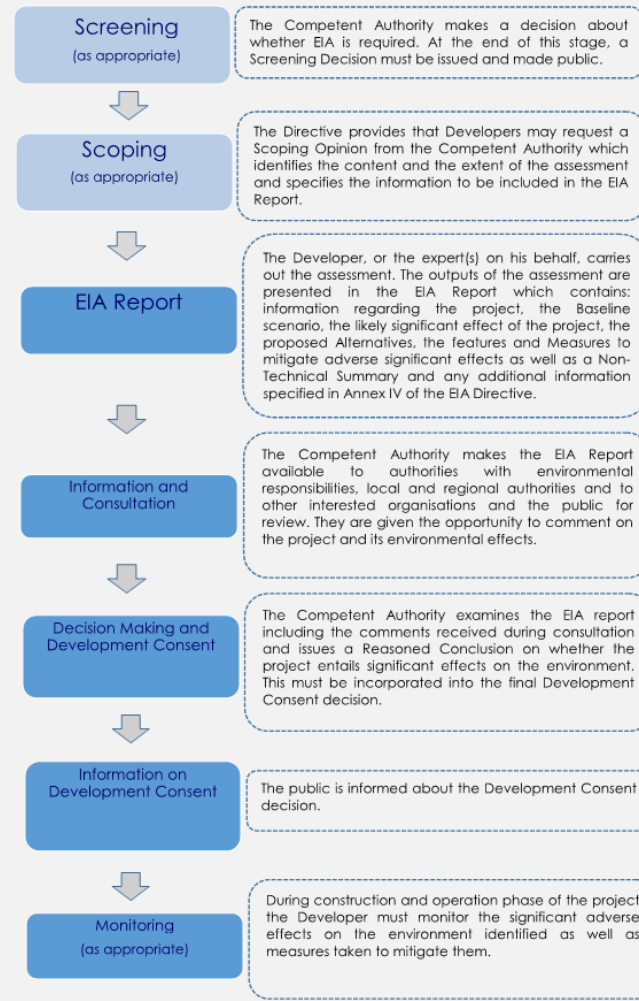 Screening
(as appropriate)
The Competent Authority makes a decision about
whether EIA is required. At the end of this stage, a
Screening Decision must be issued and made public.
Scoping
(as appropriate)
The Directive provides that Developers may request a
Scoping Opinion from the Competent Authority which
identifies the content and the extent of the assessment
and specifies the information to be included in the EIA
Report.
EIA Report
The Developer, or the expert(s) on his behalf, carries
out the assessment. The outputs of the assessment are
presented in the EIA Report which contains:
information regarding the project, the Baseline
scenario, the likely significant effect of the project, the
proposed Alternatives, the features and Measures to
mitigate adverse significant effects as well as a Non-
Technical Summary and any additional information
specified in Annex IV of the EIA Directive.
Information and
Consultation
The Competent Authority makes the EIA Report
available to authorities with environmental
responsibilities, local and regional authorities and to
other interested organisations and the public for
review. They are given the opportunity to comment on
the project and its environmental effects.
Decision Making and
Development Consent
The Competent Authority examines the EIA report
including the comments received during consultation
and issues a Reasoned Conclusion on whether the
project entails significant effects on the environment.
This must be incorporated into the final Development
Consent decision.
Information on
Development Consent
The public is informed about the Development Consent
decision.
Monitoring
(as appropriate)
During construction and operation phase of the project
the Developer must monitor the significant adverse
effects on the environment identified as well as
measures taken to mitigate them.